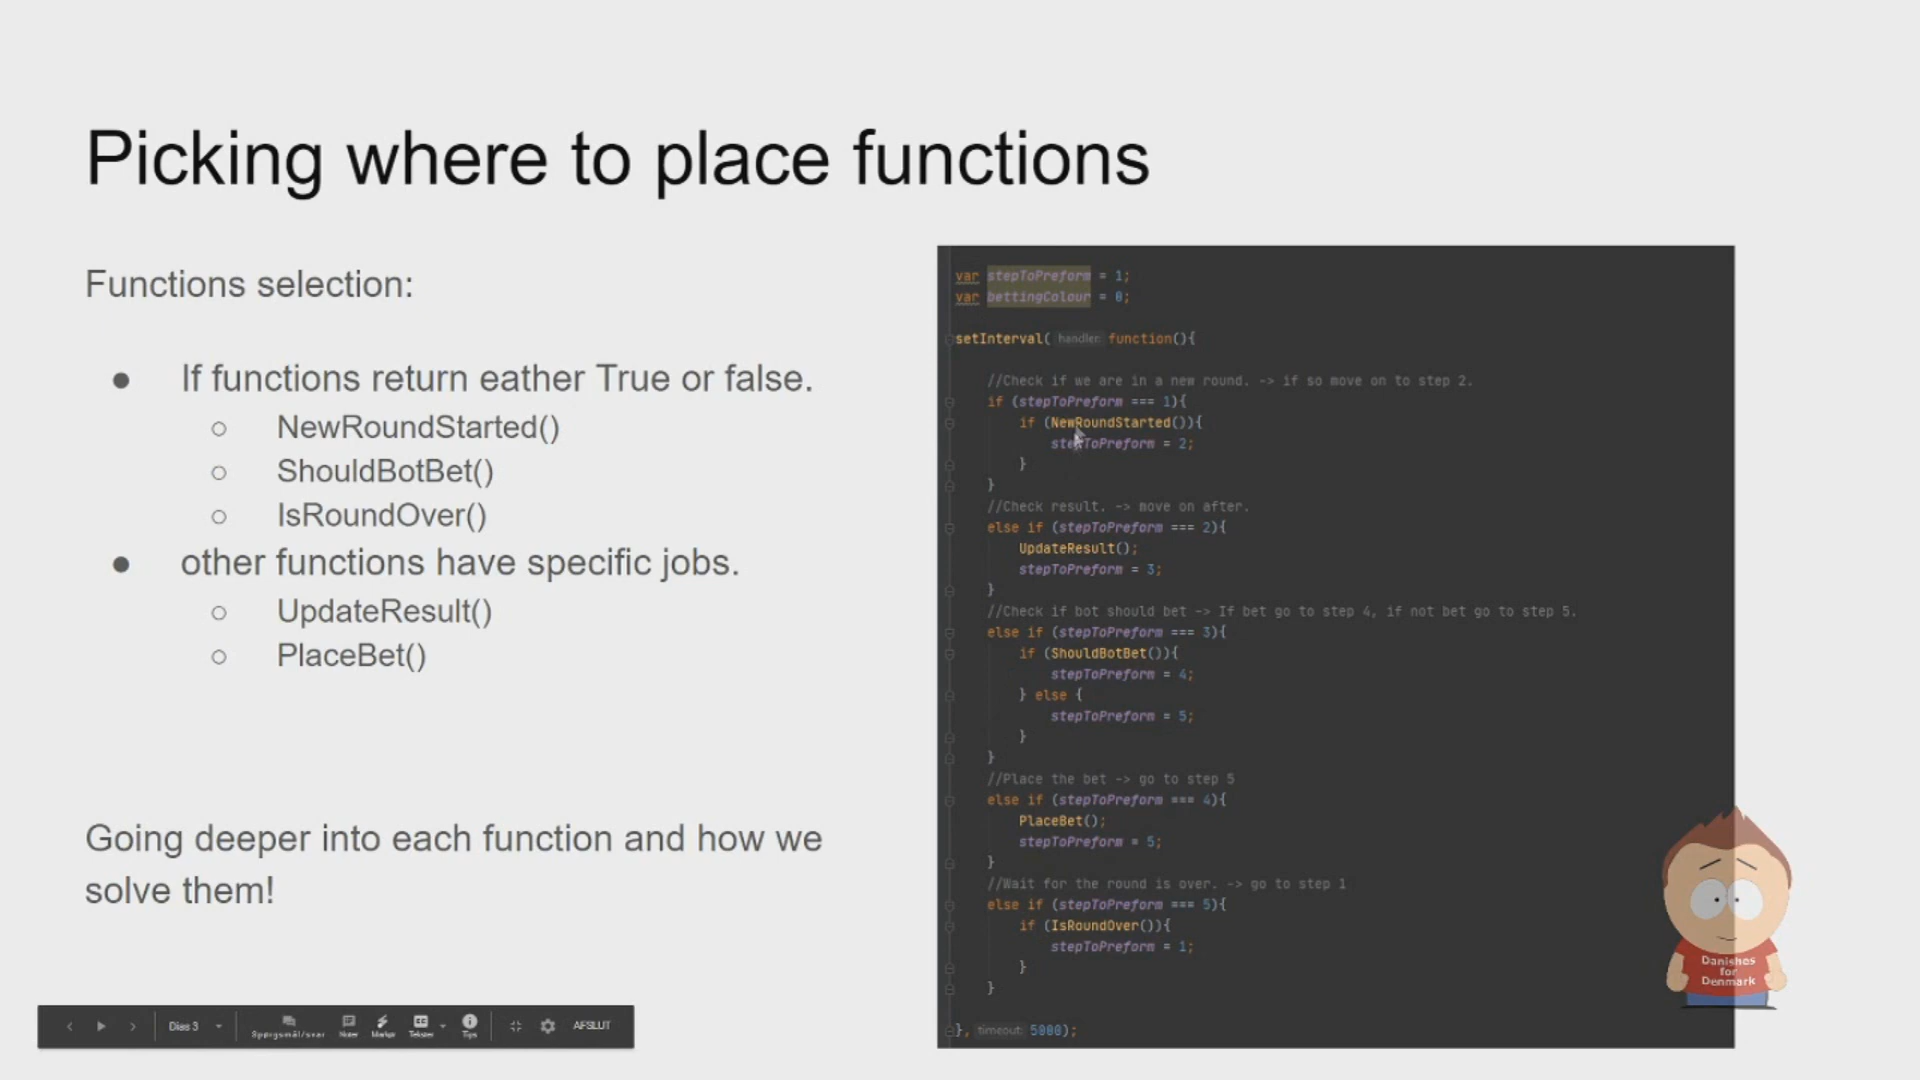 Picking where to place functions
Functions selection:
● If functions return eather True or false.
○ NewRoundStarted()
○ ShouldBotBet()
○ IsRoundOver()
● other functions have specific jobs.
○ UpdateResult()
○ PlaceBet()
Going deeper into each function and how we
solve them!
var stepToPreform = 1;
var bettingColour = 0;
setInterval( handler: function(){
//Check if we are in a new round. -> if so move on to step 2.
if (stepToPreform === 1){
if (NewRoundStarted()){
stepToPreform = 2;
}
}
//Check result. -> move on after.
else if (stepToPreform === 2){
UpdateResult();
stepToPreform = 3;
}
//Check if bot should bet -> If bet go to step 4, if not bet go to step 5.
else if (stepToPreform === 3){
if (ShouldBotBet()){
stepToPreform = 4;
} else {
stepToPreform = 5;
}
}
//Place the bet -> go to step 5
else if (stepToPreform === 4){
PlaceBet();
stepToPreform = 5;
}
//Wait for the round is over. -> go to step 1
else if (stepToPreform === 5){
if (IsRoundOver()){
stepToPreform = 1;
}
}
}, timeout: 5000);
Danishes
for
Denmark
Dias 3
Spørgsmål/svar
Noter
Markør
Tekster
Tips
AFSLUT